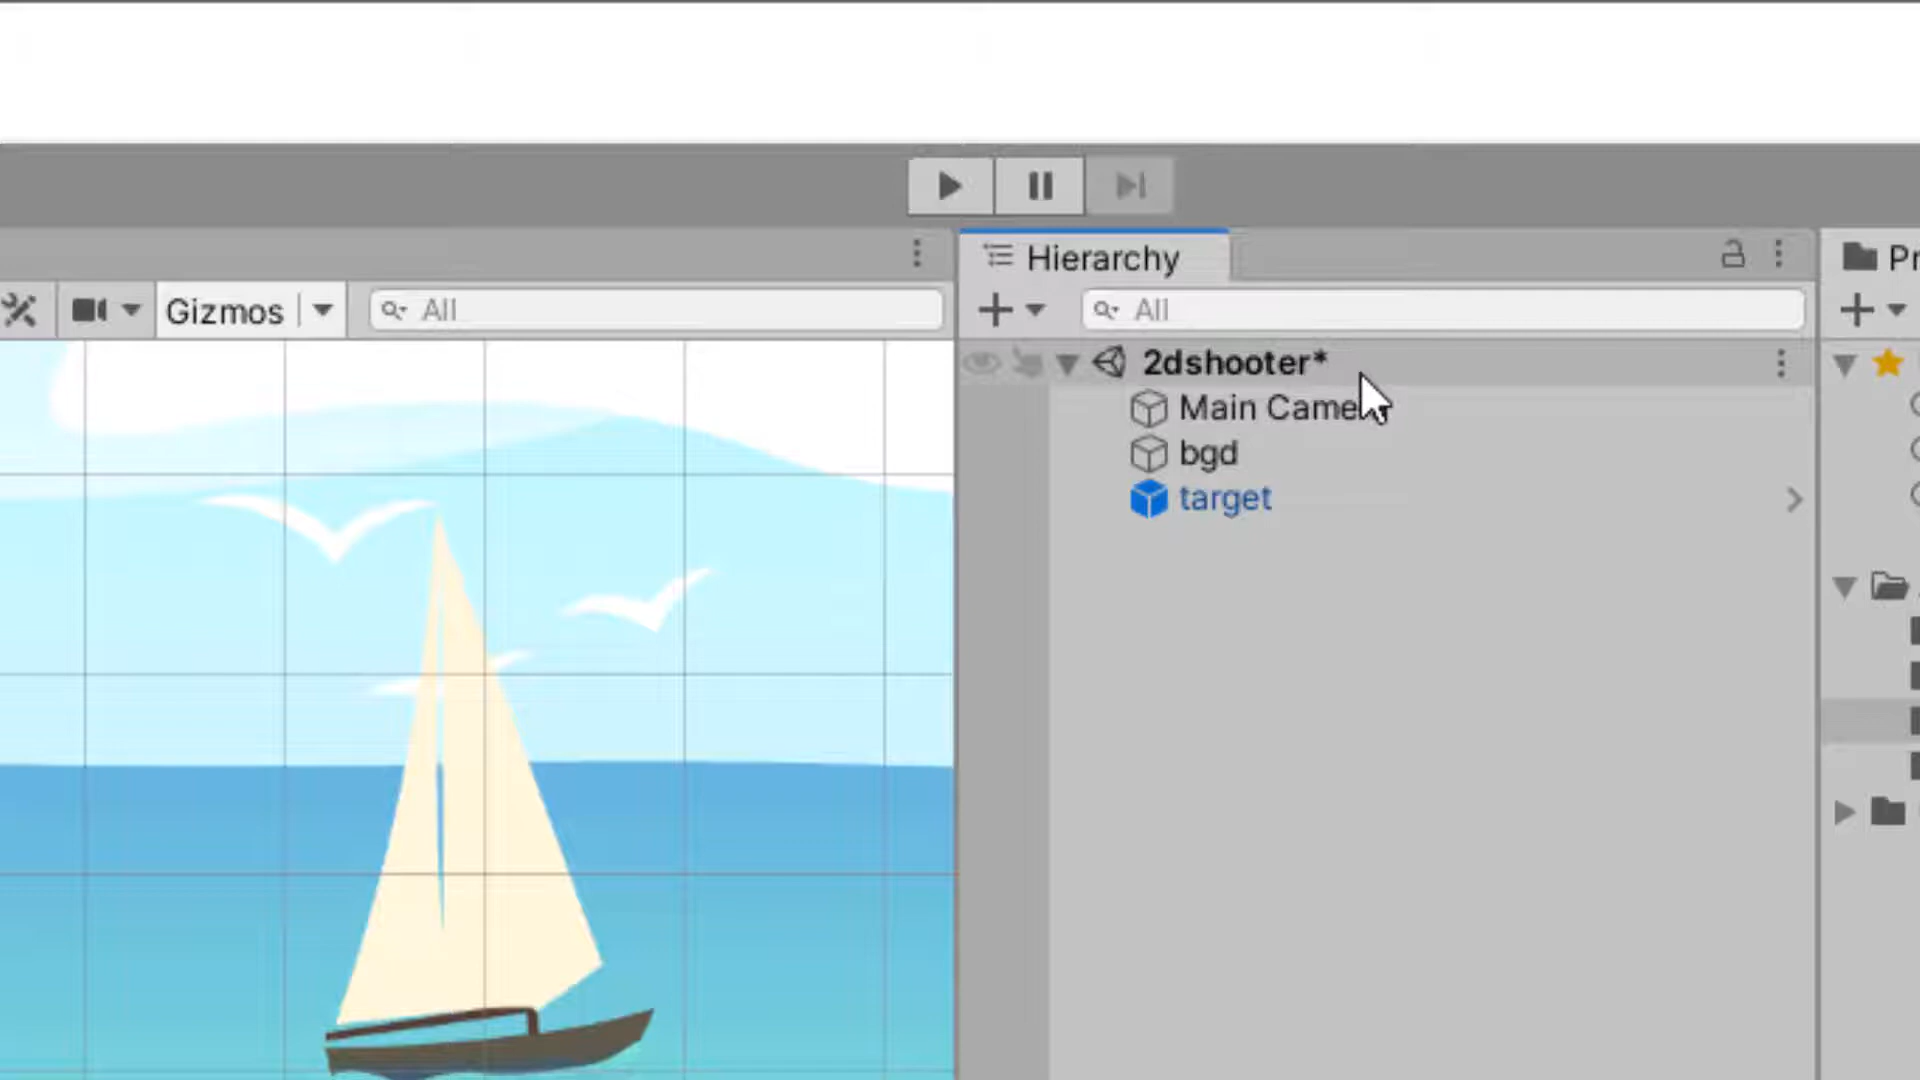 Hierarchy
Pr
Gizmos
All
All
2dshooter*
Main Came
bgd
target